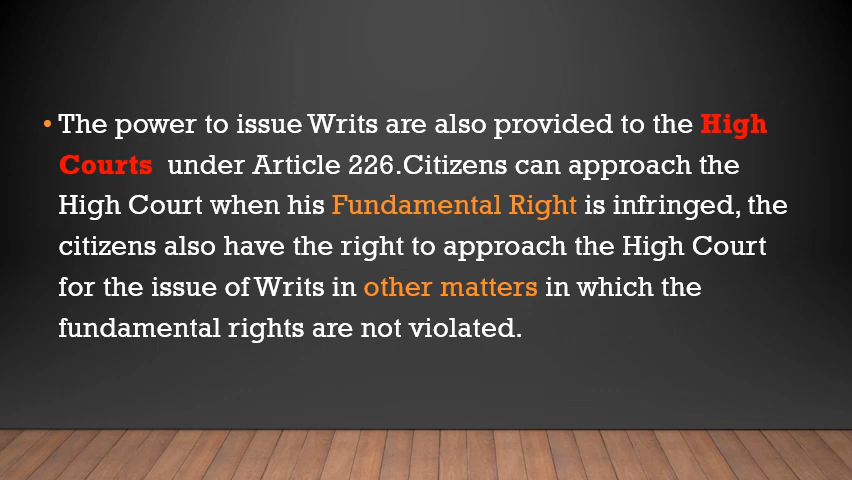 • The power to issue Writs are also provided to the High
Courts under Article 226.Citizens can approach the
High Court when his Fundamental Right is infringed, the
citizens also have the right to approach the High Court
for the issue of Writs in other matters in which the
fundamental rights are not violated.